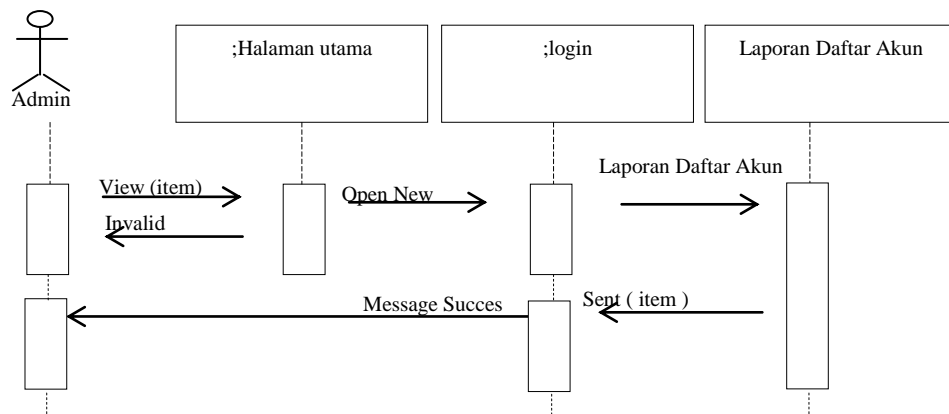 ;Halaman utama
;login
Laporan Daftar Akun
Admin
View (item)
Open New
Laporan Daftar Akun
Invalid
Message Succes
Sent ( item )